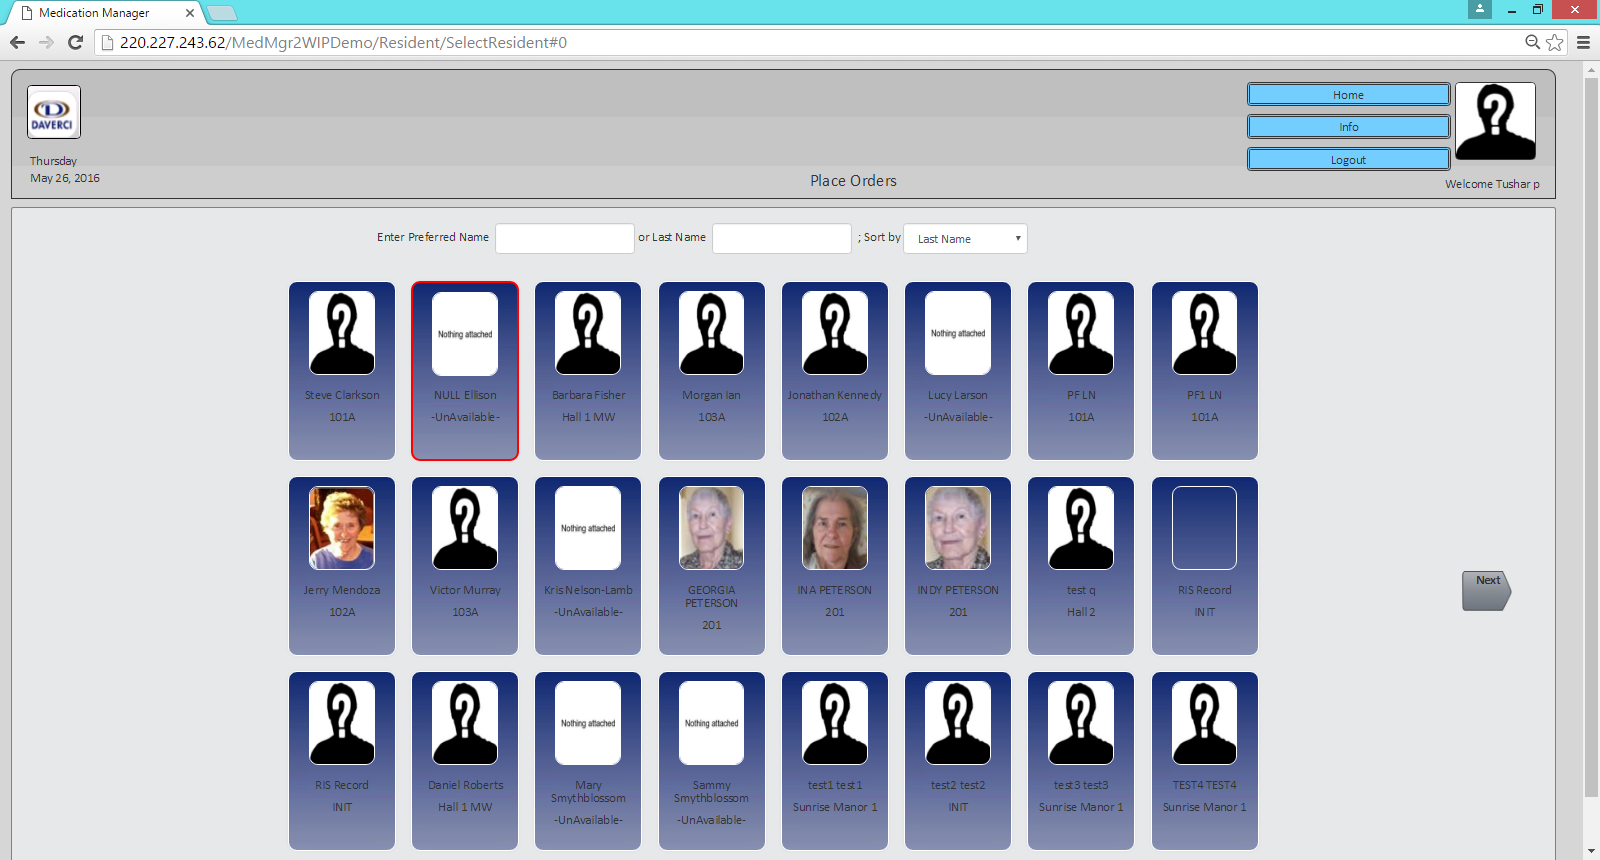 Medication Manager
220.227.243.62/MedMgr2WIPDemo/Resident/SelectResident#0
D
DAVERCI
Home
Info
Logout
Thursday
May 26, 2016
Place Orders
Welcome Tushar p
Enter Preferred Name or Last Name ; Sort by Last Name
Nothing attached Nothing attached
Steve Clarkson NULL Ellison Barbara Fisher Morgan Ian Jonathan Kennedy Lucy Larson PF LN PF1 LN
101A -UnAvailable- Hall 1 MW 103A 102A -UnAvailable- 101A 101A
Nothing attached
Next
Jerry Mendoza Victor Murray Kris Nelson-Lamb GEORGIA PETERSON INA PETERSON INDY PETERSON test q RIS Record
102A 103A -UnAvailable- 201 201 201 Hall 2 INIT
Nothing attached Nothing attached
RIS Record Daniel Roberts Mary Smythblossom Sammy Smythblossom test1 test1 test2 test2 test3 test3 TEST4 TEST4
INIT Hall 1 MW -UnAvailable- -UnAvailable- Sunrise Manor 1 INIT Sunrise Manor 1 Sunrise Manor 1